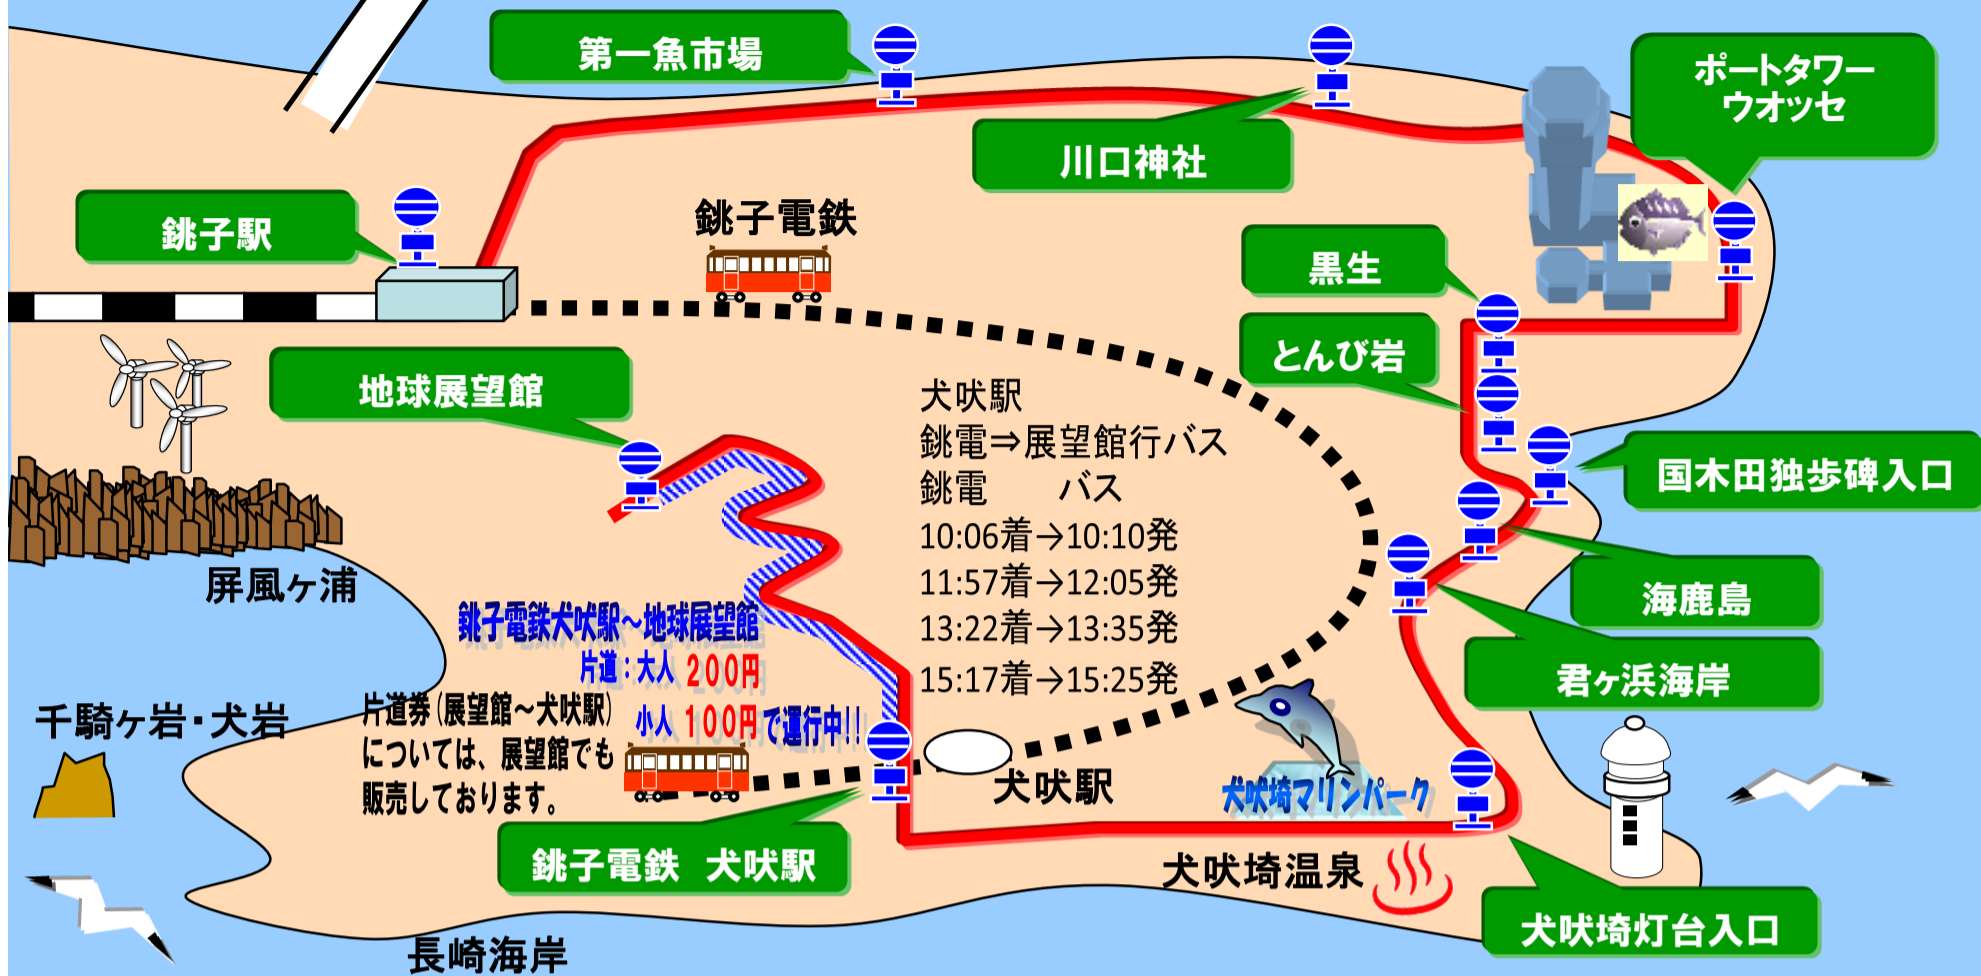 第一魚市場
ポートタワー
ウオッセ
川口神社
銚子駅
銚子電鉄
黒生
とんび岩
地球展望館
犬吠駅
銚電⇒展望館行バス
銚電　　バス
10:06着→10:10発
11:57着→12:05発
13:22着→13:35発
15:17着→15:25発
国木田独歩碑入口
海鹿島
君ヶ浜海岸
屏風ヶ浦
銚子電鉄犬吠駅～地球展望館
片道：大人 200円
小人 100円で運行中!!
片道券(展望館～犬吠駅)
については、展望館でも
販売しております。
千騎ヶ岩・犬岩
犬吠駅
犬吠埼マリンパーク
銚子電鉄　犬吠駅
犬吠埼温泉
犬吠埼灯台入口
長崎海岸